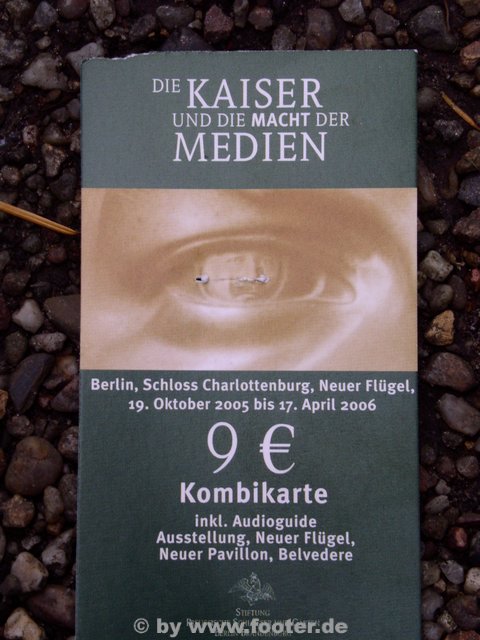 DIE KAISER
UND DIE MACHT DER
MEDIEN
Berlin, Schloss Charlottenburg, Neuer Flügel,
19. Oktober 2005 bis 17. April 2006
9 €
Kombikarte
inkl. Audioguide
Ausstellung, Neuer Flügel,
Neuer Pavillon, Belvedere
STIFTUNG
© by www.footer.de